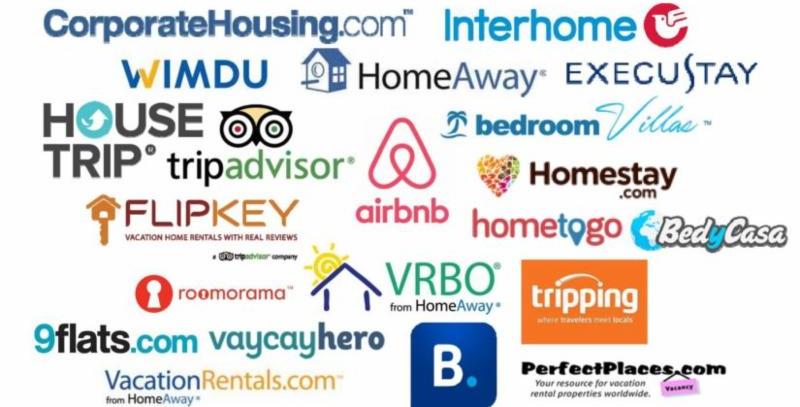 CorporateHousing.com™
Interhome
WIMDU
HomeAway®
EXECUSTAY
HOUSE
TRIP®
tripadvisor®
airbnb
bedroom Villas™
Homestay
.com
FLIPKEY
VACATION HOME RENTALS WITH REAL REVIEWS
a tripadvisor company
hometogo
BedyCasa
roomorama™
VRBO®
from HomeAway®
tripping
where travelers meet locals
9flats.com
vaycayhero
B.
PerfectPlaces.com
Your resource for vacation
rental properties worldwide.
Vacancy
VacationRentals.com™
from HomeAway®